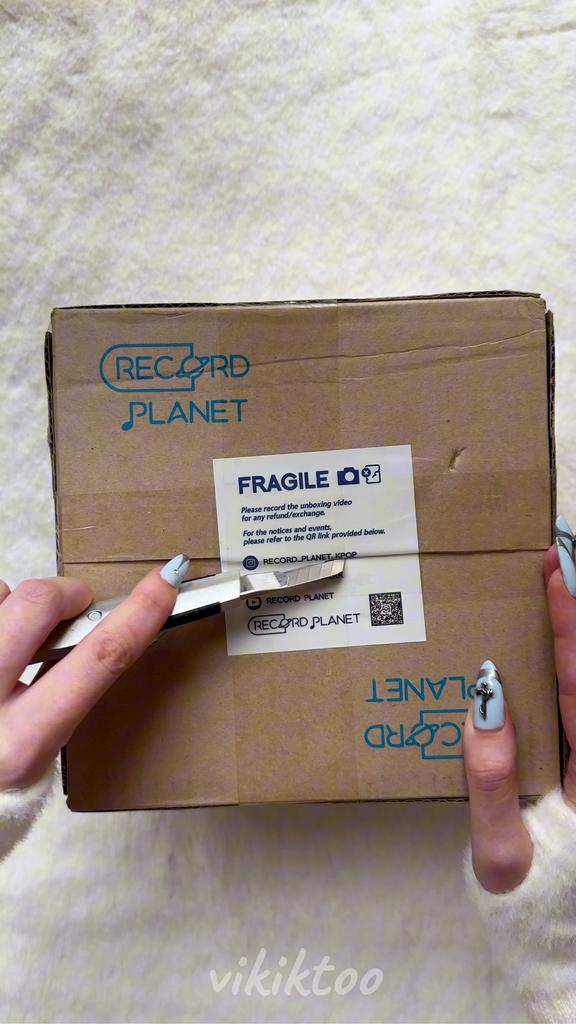 RECORD
PLANET
FRAGILE
Please record the unboxing video
for any refund/exchange.
For the notices and events,
please refer to the QR link provided below.
RECORD_PLANET_KPOP
RECORD PLANET
RECORD PLANET
PLANET
RECORD
vikiktoo